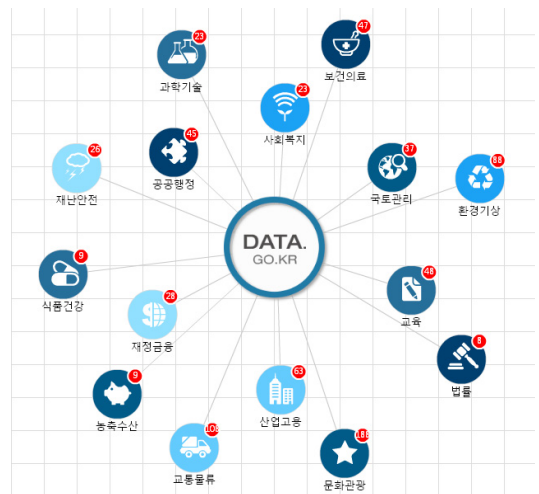 47
보건의료
23
과학기술
23
사회복지
45
공공행정
26
재난안전
37
국토관리
88
환경기상
DATA.
GO.KR
9
식품건강
48
교육
28
재정금융
8
법률
9
농축수산
63
산업고용
교통물류
문화관광